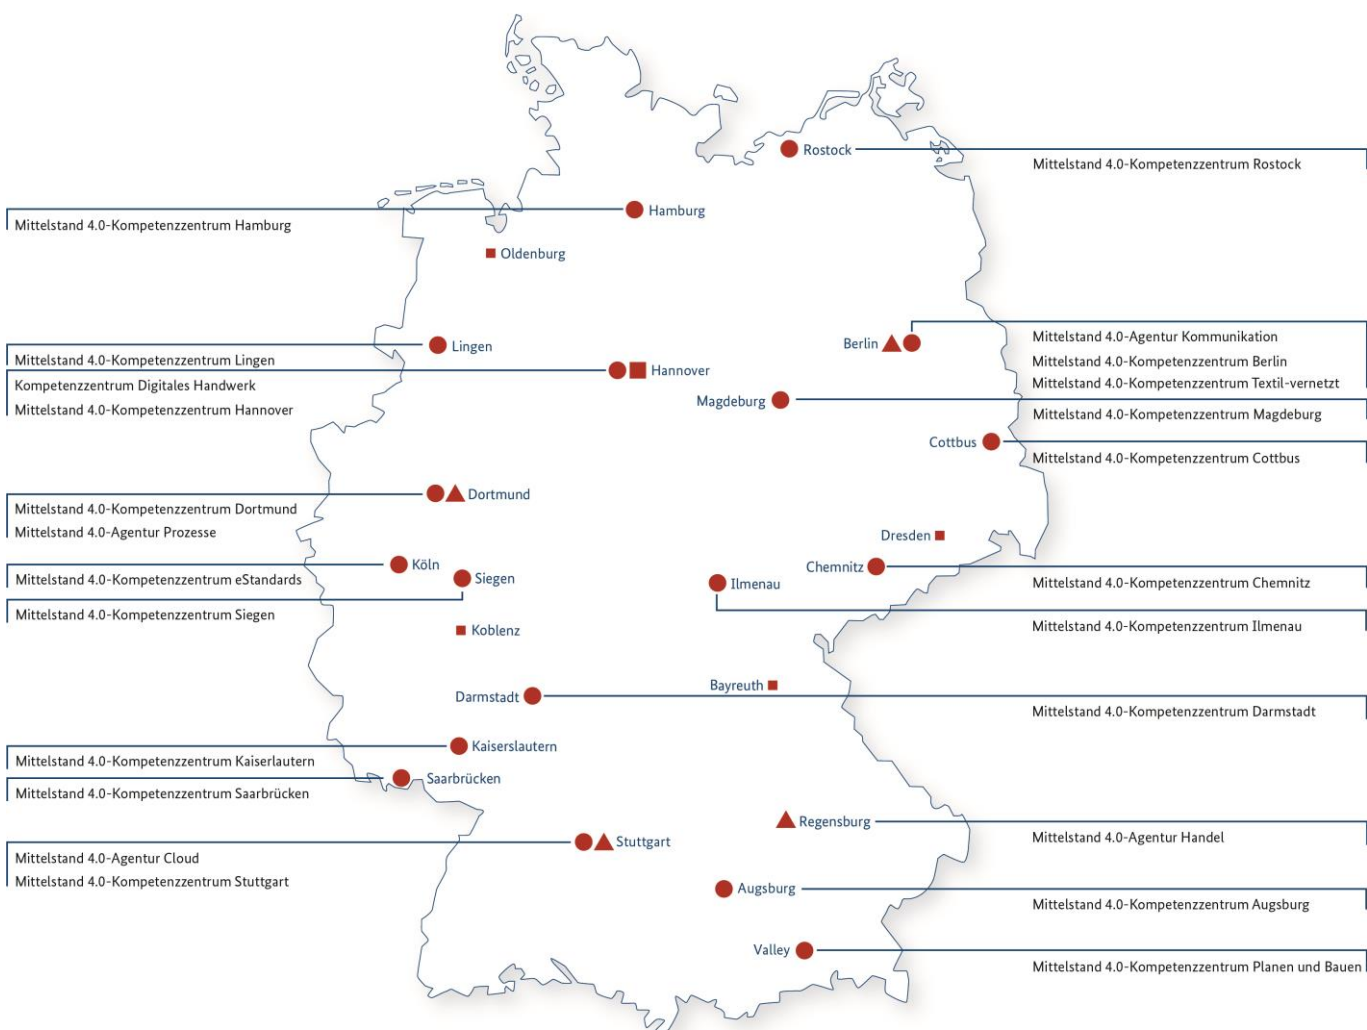 Rostock
Mittelstand 4.0-Kompetenzzentrum Rostock
Hamburg
Mittelstand 4.0-Kompetenzzentrum Hamburg
Oldenburg
Berlin
Mittelstand 4.0-Agentur Kommunikation
Mittelstand 4.0-Kompetenzzentrum Berlin
Mittelstand 4.0-Kompetenzzentrum Textil-vernetzt
Lingen
Mittelstand 4.0-Kompetenzzentrum Lingen
Hannover
Kompetenzzentrum Digitales Handwerk
Mittelstand 4.0-Kompetenzzentrum Hannover
Magdeburg
Mittelstand 4.0-Kompetenzzentrum Magdeburg
Cottbus
Mittelstand 4.0-Kompetenzzentrum Cottbus
Dortmund
Mittelstand 4.0-Kompetenzzentrum Dortmund
Mittelstand 4.0-Agentur Prozesse
Dresden
Köln
Mittelstand 4.0-Kompetenzzentrum eStandards
Chemnitz
Mittelstand 4.0-Kompetenzzentrum Chemnitz
Siegen
Mittelstand 4.0-Kompetenzzentrum Siegen
Ilmenau
Mittelstand 4.0-Kompetenzzentrum Ilmenau
Koblenz
Bayreuth
Darmstadt
Mittelstand 4.0-Kompetenzzentrum Darmstadt
Kaiserslautern
Mittelstand 4.0-Kompetenzzentrum Kaiserlautern
Saarbrücken
Mittelstand 4.0-Kompetenzzentrum Saarbrücken
Regensburg
Mittelstand 4.0-Agentur Handel
Stuttgart
Mittelstand 4.0-Agentur Cloud
Mittelstand 4.0-Kompetenzzentrum Stuttgart
Augsburg
Mittelstand 4.0-Kompetenzzentrum Augsburg
Valley
Mittelstand 4.0-Kompetenzzentrum Planen und Bauen